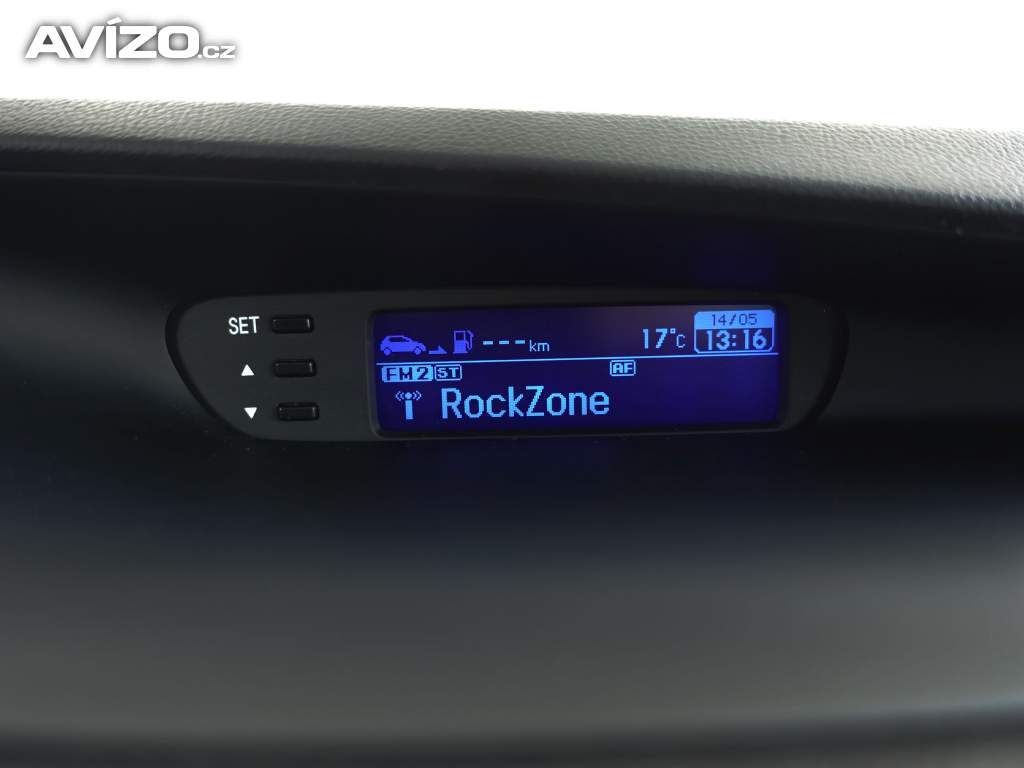 AVÍZO.cz
SET
--- km
17°C
14/05
13:16
FM2 ST AF
RockZone